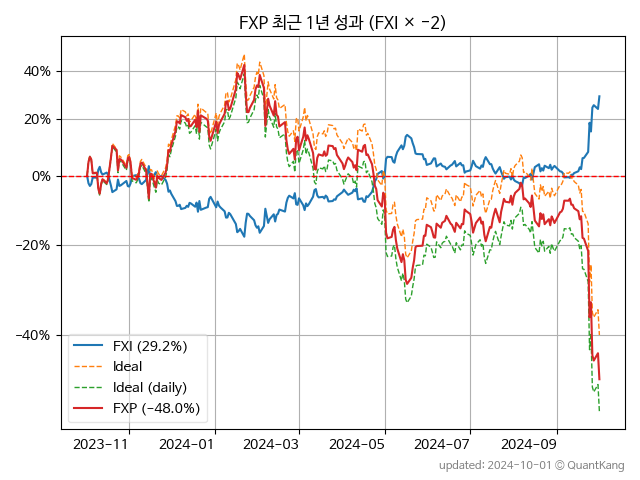 FXP 최근 1년 성과 (FXI × −2)
40%
20%
0%
−20%
−40%
FXI (29.2%)
Ideal
Ideal (daily)
FXP (−48.0%)
2023-11
2024-01
2024-03
2024-05
2024-07
2024-09
updated: 2024-10-01 © QuantKang